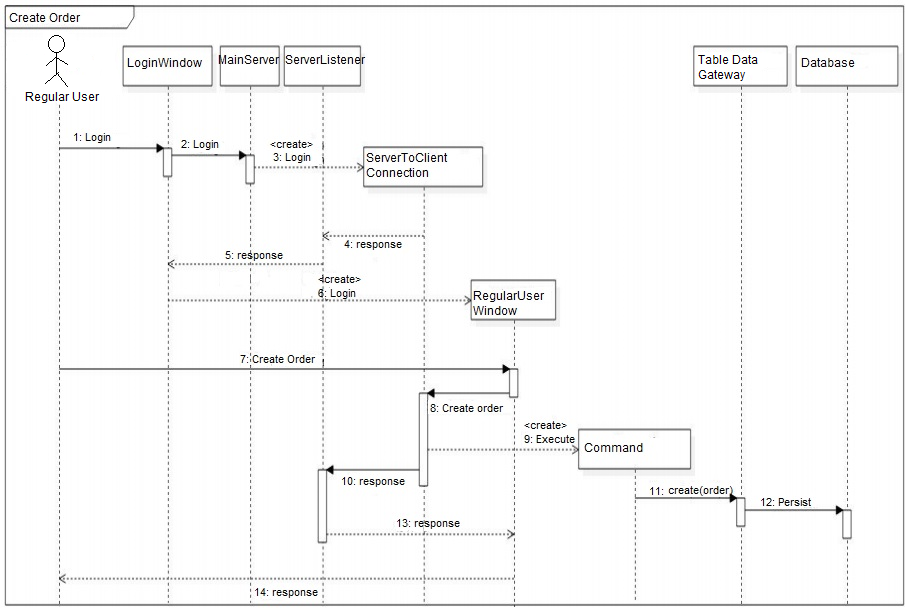 Create Order
Regular User
LoginWindow
MainServer
ServerListener
Table Data
Gateway
Database
1: Login
2: Login
<create>
3: Login
ServerToClient
Connection
4: response
5: response
<create>
6: Login
RegularUser
Window
7: Create Order
8: Create order
<create>
9: Execute
Command
10: response
11: create(order)
12: Persist
13: response
14: response